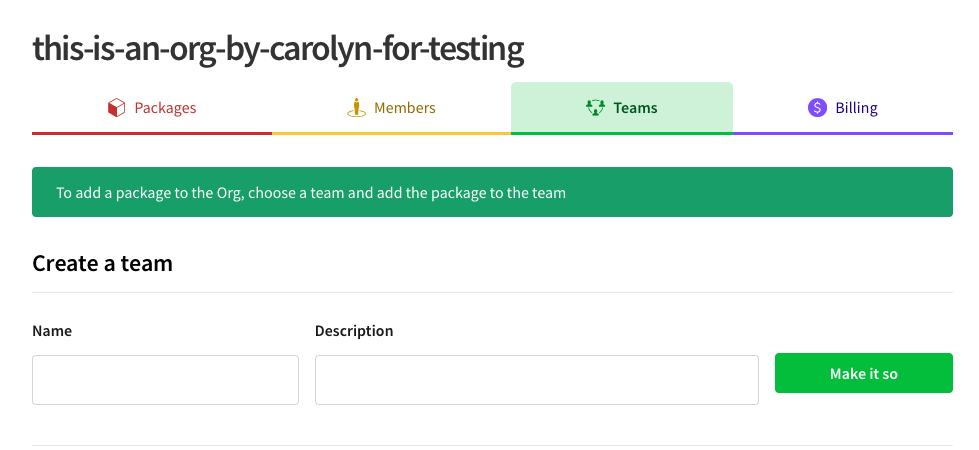 this-is-an-org-by-carolyn-for-testing
Packages
Members
Teams
$ Billing
To add a package to the Org, choose a team and add the package to the team
Create a team
Name
Description
Make it so